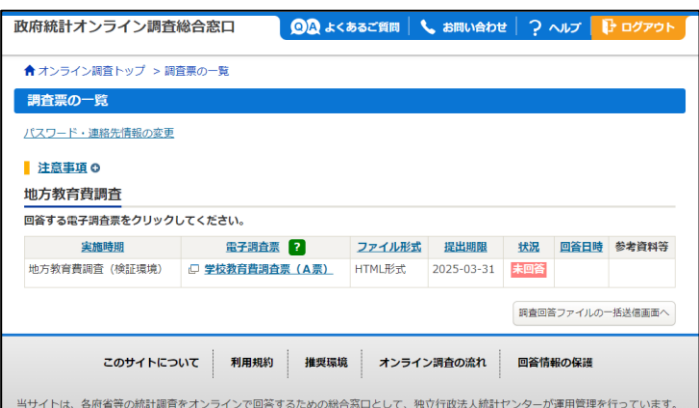 政府統計オンライン調査総合窓口 QA よくあるご質問 お問い合わせ ? ヘルプ ログアウト
オンライン調査トップ > 調査票の一覧
調査票の一覧
パスワード・連絡先情報の変更
注意事項
地方教育費調査
回答する電子調査票をクリックしてください。
実施時期 電子調査票 ? ファイル形式 提出期限 状況 回答日時 参考資料等
地方教育費調査（検証環境） 学校教育費調査票（A票） HTML形式 2025-03-31 未回答
調査回答ファイルの一括送信画面へ
このサイトについて 利用規約 推奨環境 オンライン調査の流れ 回答情報の保護
当サイトは、各府省等の統計調査をオンラインで回答するための総合窓口として、独立行政法人統計センターが運用管理を行っています。